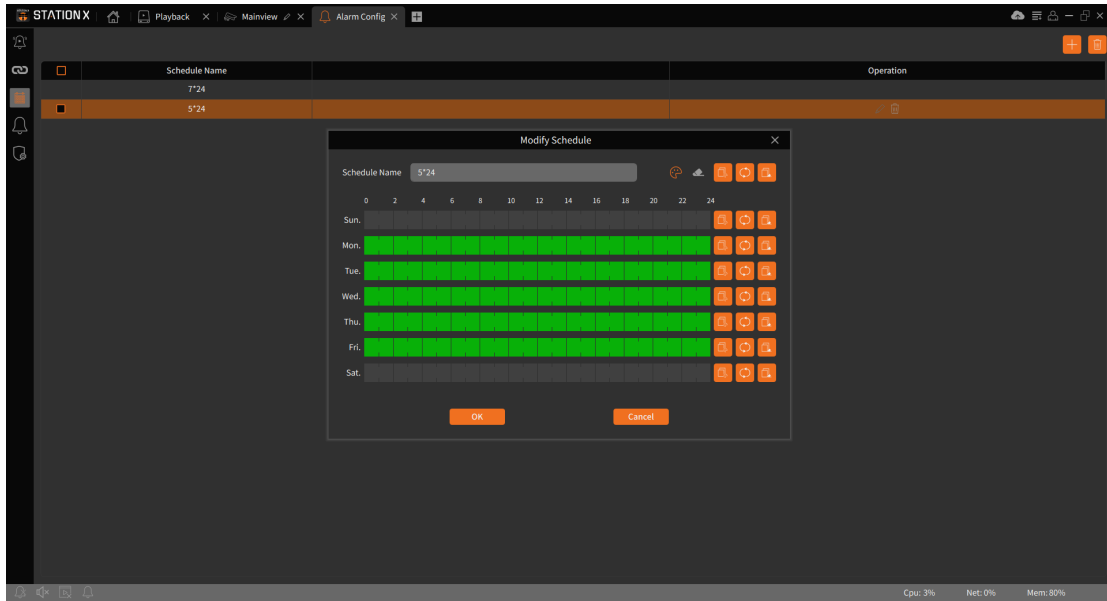 STATION X Playback Mainview Alarm Config
Schedule Name Operation
7*24
5*24
Modify Schedule
Schedule Name 5*24
0 2 4 6 8 10 12 14 16 18 20 22 24
Sun.
Mon.
Tue.
Wed.
Thu.
Fri.
Sat.
OK Cancel
Cpu: 3% Net: 0% Mem: 80%